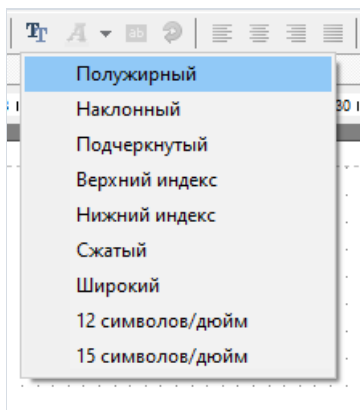 Полужирный
Наклонный
Подчеркнутый
Верхний индекс
Нижний индекс
Сжатый
Широкий
12 символов/дюйм
15 символов/дюйм